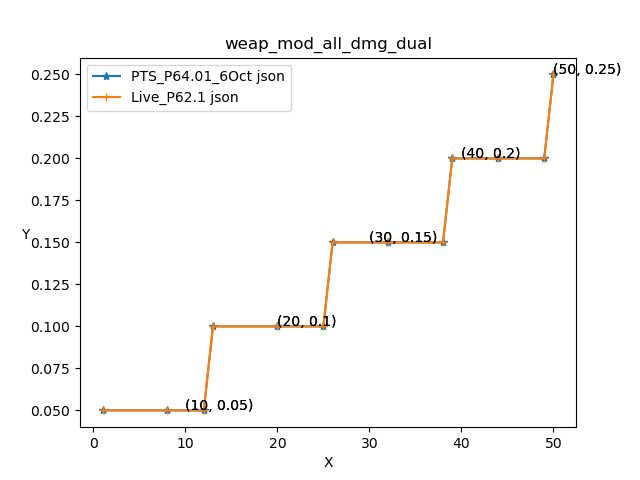 weap_mod_all_dmg_dual
PTS_P64.01_6Oct json
Live_P62.1 json
Y
0.250
0.225
0.200
0.175
0.150
0.125
0.100
0.075
0.050
(50, 0.25)
(40, 0.2)
(30, 0.15)
(20, 0.1)
(10, 0.05)
0 10 20 30 40 50
X